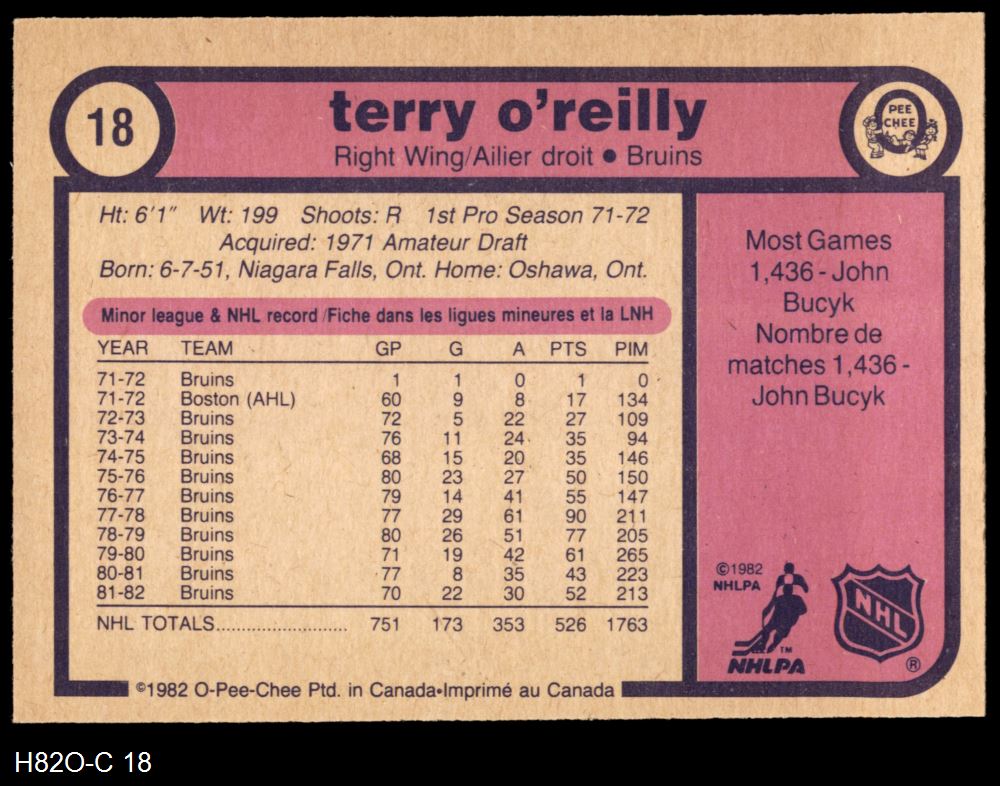 18
terry o'reilly
PEE
CHEE
Right Wing/Ailier droit • Bruins
Ht: 6'1" Wt: 199 Shoots: R 1st Pro Season 71-72
Acquired: 1971 Amateur Draft
Born: 6-7-51, Niagara Falls, Ont. Home: Oshawa, Ont.
Minor league & NHL record/Fiche dans les ligues mineures et la LNH
YEAR TEAM GP G A PTS PIM
71-72 Bruins 1 1 0 1 0
71-72 Boston (AHL) 60 9 8 17 134
72-73 Bruins 72 5 22 27 109
73-74 Bruins 76 11 24 35 94
74-75 Bruins 68 15 20 35 146
75-76 Bruins 80 23 27 50 150
76-77 Bruins 79 14 41 55 147
77-78 Bruins 77 29 61 90 211
78-79 Bruins 80 26 51 77 205
79-80 Bruins 71 19 42 61 265
80-81 Bruins 77 8 35 43 223
81-82 Bruins 70 22 30 52 213
NHL TOTALS........................... 751 173 353 526 1763
©1982 O-Pee-Chee Ptd. in Canada•Imprimé au Canada
Most Games
1,436 - John
Bucyk
Nombre de
matches 1,436 -
John Bucyk
©1982
NHLPA
TM
NHLPA
NHL
®
H82O-C 18